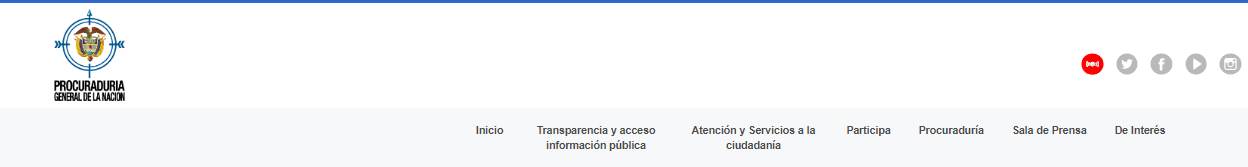 PROCURADURIA
GENERAL DE LA NACION
Inicio
Transparencia y acceso
información pública
Atención y Servicios a la
ciudadanía
Participa
Procuraduría
Sala de Prensa
De Interés